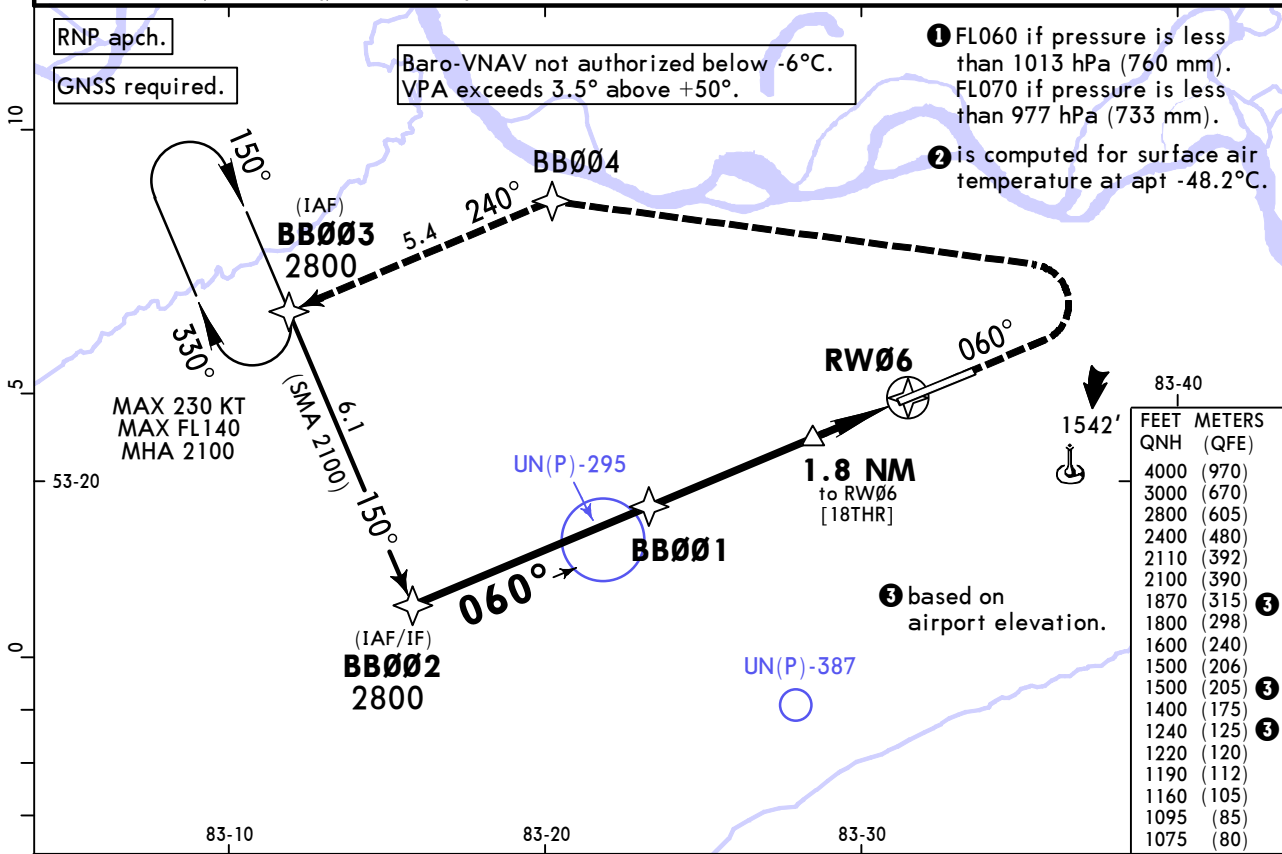 RNP apch.
GNSS required.
Baro-VNAV not authorized below -6°C.
VPA exceeds 3.5° above +50°.
❶ FL060 if pressure is less
than 1013 hPa (760 mm).
FL070 if pressure is less
than 977 hPa (733 mm).
❷ is computed for surface air
temperature at apt -48.2°C.
10
150°
BBØØ4
(IAF)
BBØØ3
2800
5.4
240°
330°
MAX 230 KT
MAX FL140
MHA 2100
6.1
(SMA 2100)
150°
RWØ6
060°
5
83-40
1542'
53-20
UN(P)-295
1.8 NM
to RWØ6
[18THR]
BBØØ1
060°
(IAF/IF)
BBØØ2
2800
❸ based on
airport elevation.
UN(P)-387
0
FEET METERS
QNH (QFE)
4000 (970)
3000 (670)
2800 (605)
2400 (480)
2110 (392)
2100 (390)
1870 (315) ❸
1800 (298)
1600 (240)
1500 (206)
1500 (205) ❸
1400 (175)
1240 (125) ❸
1220 (120)
1190 (112)
1160 (105)
1095 (85)
1075 (80)
83-10
83-20
83-30